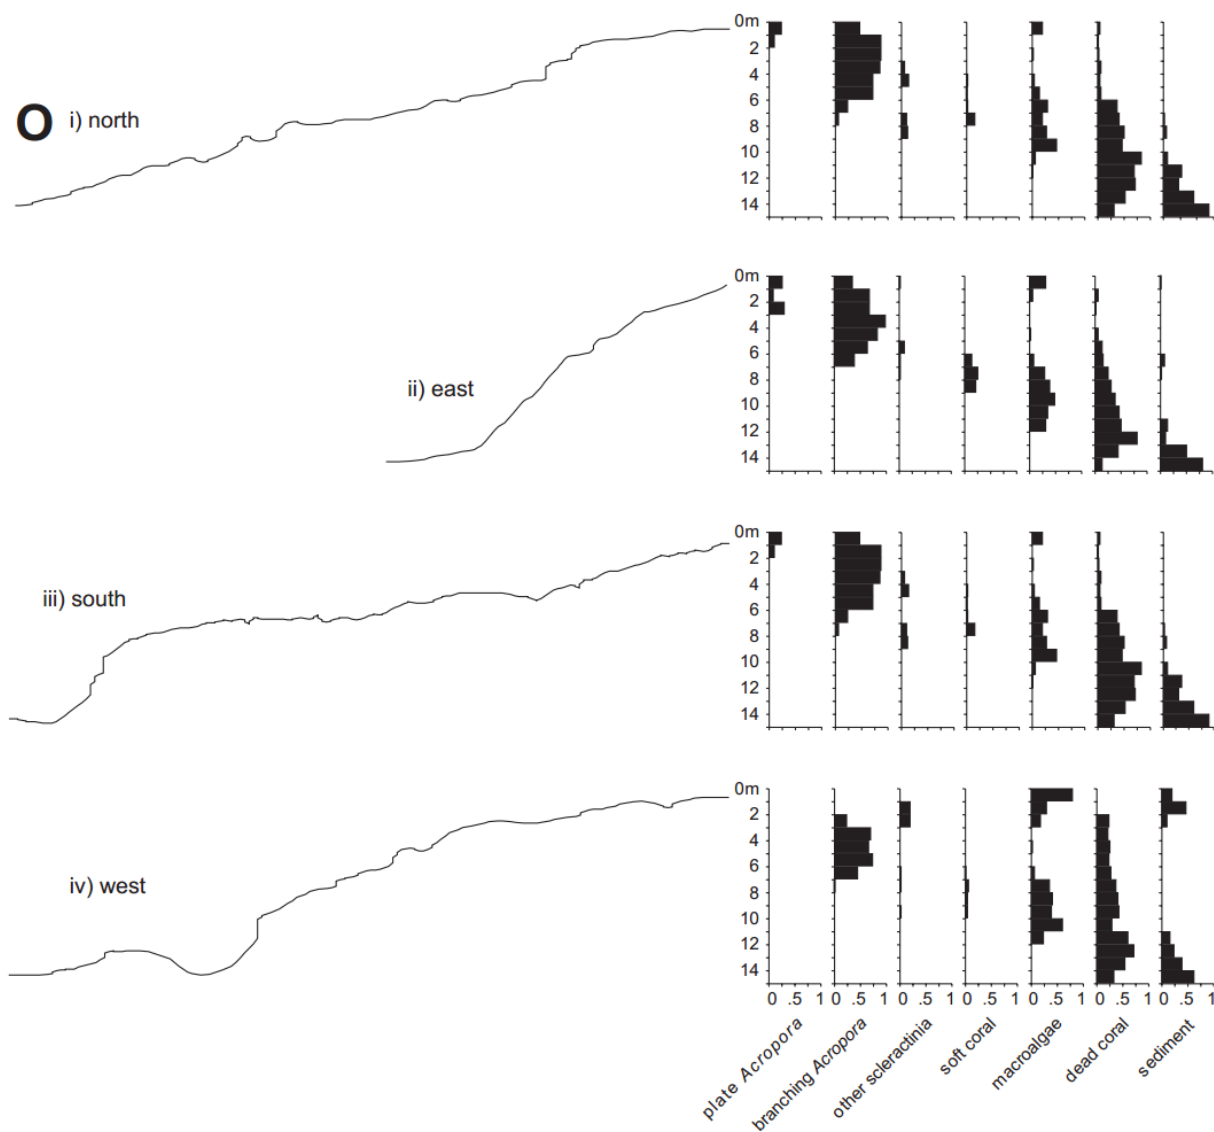 O
i) north
0m
2
4
6
8
10
12
14
ii) east
0m
2
4
6
8
10
12
14
iii) south
0m
2
4
6
8
10
12
14
iv) west
0m
2
4
6
8
10
12
14
0 .5 1 0 .5 1 0 .5 1 0 .5 1 0 .5 1 0 .5 1 0 .5 1
plate Acropora
branching Acropora
other scleractinia
soft coral
macroalgae
dead coral
sediment